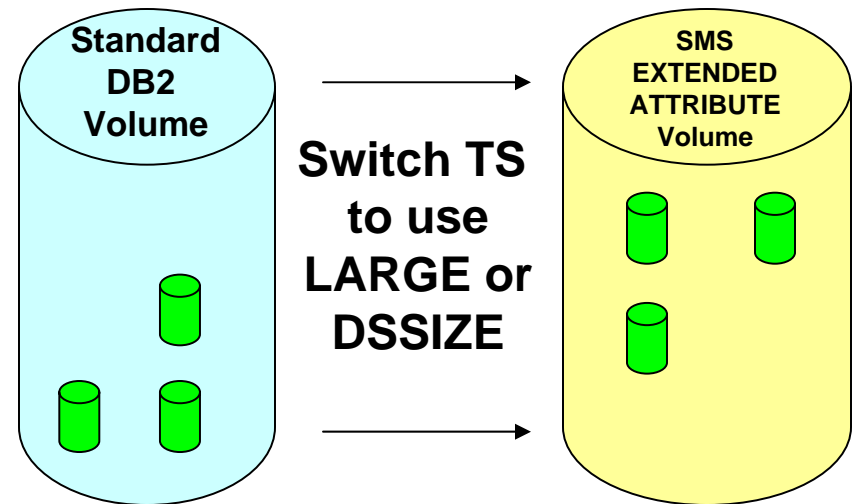 Standard
DB2
Volume
Switch TS
to use
LARGE or
DSSIZE
SMS
EXTENDED
ATTRIBUTE
Volume